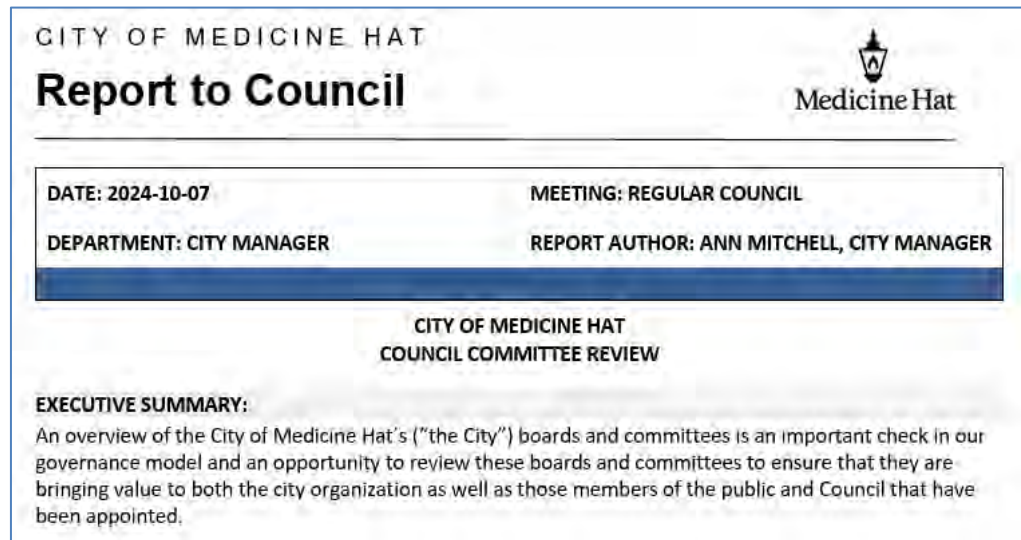 CITY OF MEDICINE HAT
Report to Council
Medicine Hat
DATE: 2024-10-07
MEETING: REGULAR COUNCIL
DEPARTMENT: CITY MANAGER
REPORT AUTHOR: ANN MITCHELL, CITY MANAGER
CITY OF MEDICINE HAT
COUNCIL COMMITTEE REVIEW
EXECUTIVE SUMMARY:
An overview of the City of Medicine Hat's ("the City") boards and committees is an important check in our
governance model and an opportunity to review these boards and committees to ensure that they are
bringing value to both the city organization as well as those members of the public and Council that have
been appointed.